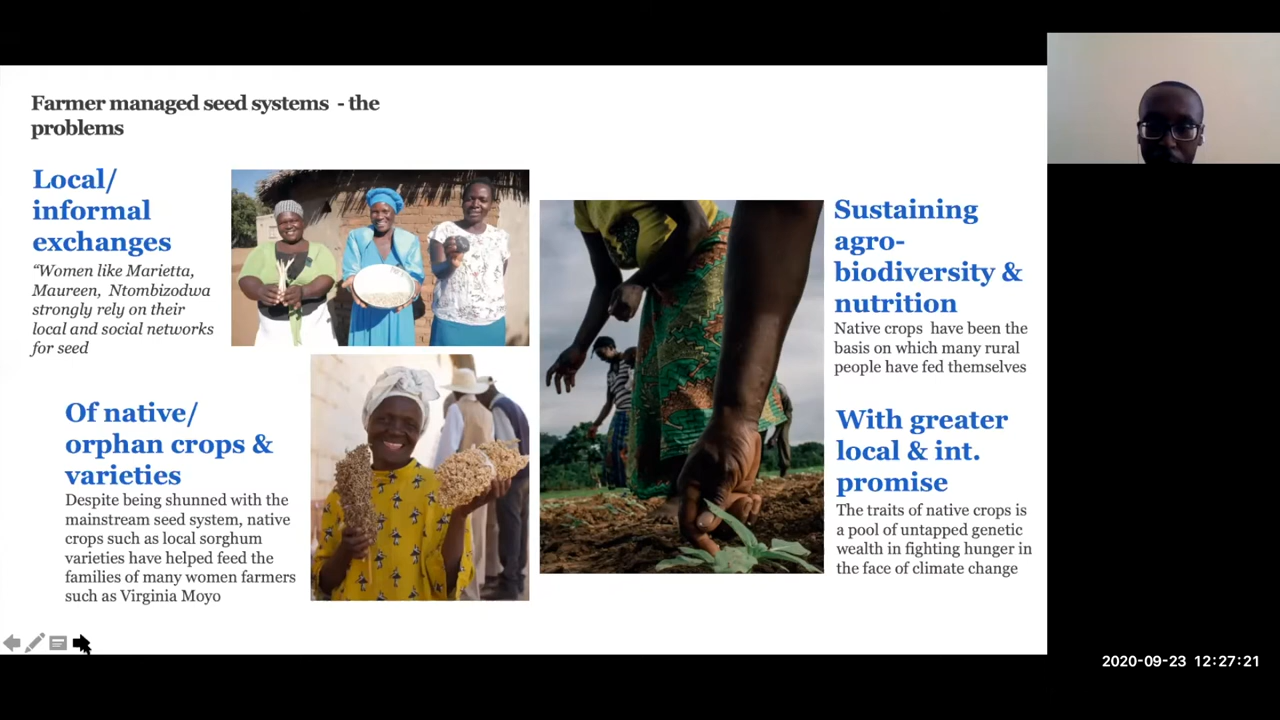 Farmer managed seed systems - the
problems
Local/
informal
exchanges
“Women like Marietta,
Maureen, Ntombizodwa
strongly rely on their
local and social networks
for seed
Of native/
orphan crops &
varieties
Despite being shunned with the
mainstream seed system, native
crops such as local sorghum
varieties have helped feed the
families of many women farmers
such as Virginia Moyo
Sustaining
agro-
biodiversity &
nutrition
Native crops have been the
basis on which many rural
people have fed themselves
With greater
local & int.
promise
The traits of native crops is
a pool of untapped genetic
wealth in fighting hunger in
the face of climate change
2020-09-23 12:27:21